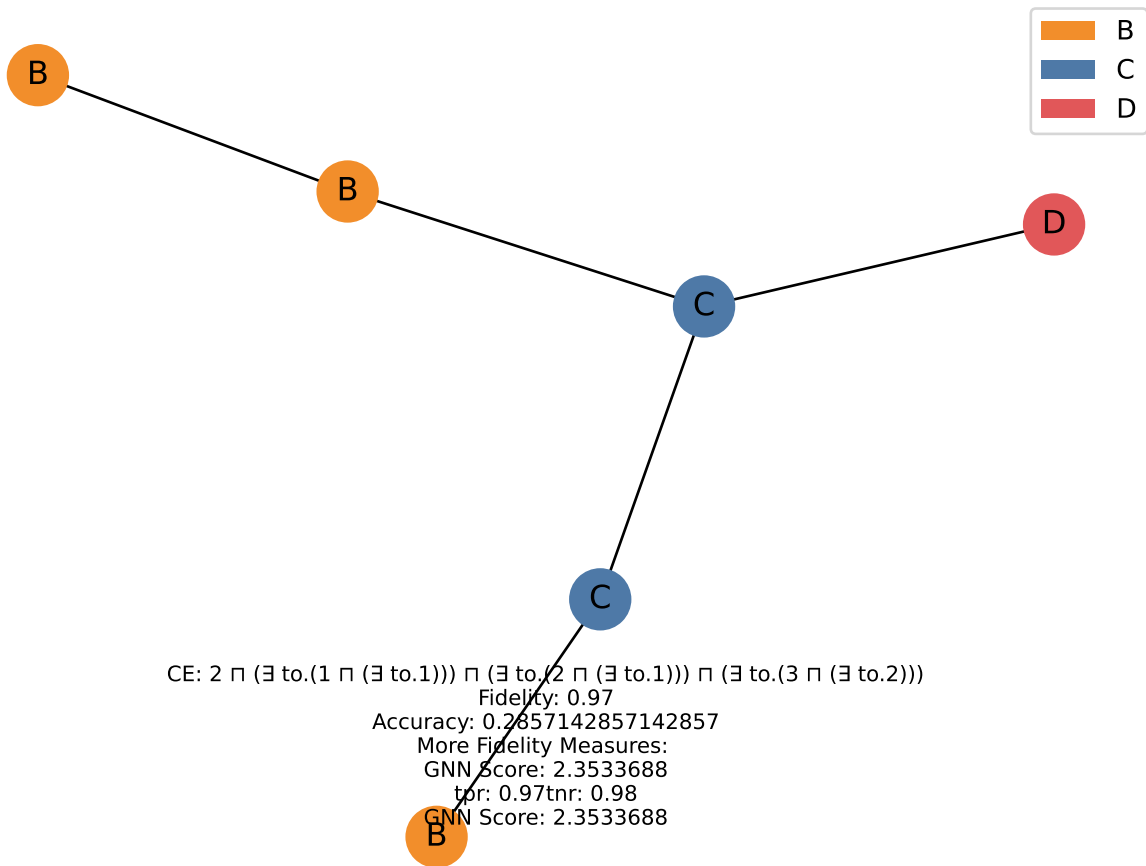 B
C
D
B
B
D
C
C
CE: 2 ⊓ (∃ to.(1 ⊓ (∃ to.1))) ⊓ (∃ to.(2 ⊓ (∃ to.1))) ⊓ (∃ to.(3 ⊓ (∃ to.2)))
Fidelity: 0.97
Accuracy: 0.2857142857142857
More Fidelity Measures:
GNN Score: 2.3533688
tpr: 0.97tnr: 0.98
GNN Score: 2.3533688
B